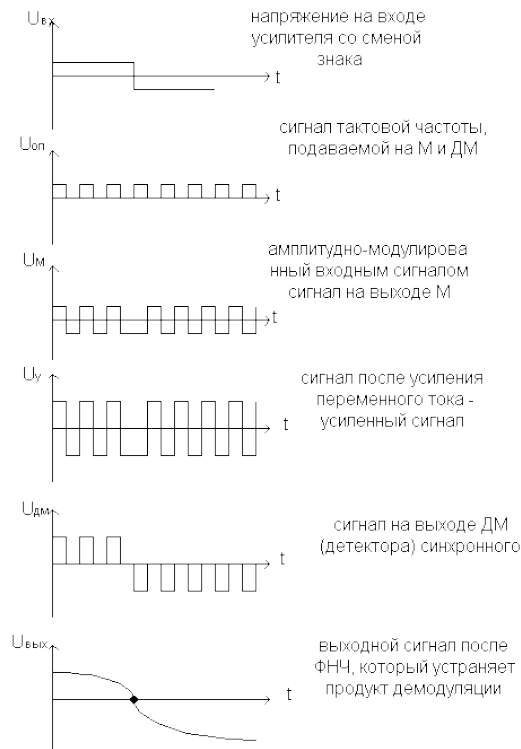 Uвх
напряжение на входе
усилителя со сменой
знака
t
Uоп
сигнал тактовой частоты,
подаваемой на М и ДМ
t
Uм
амплитудно-модулирова
нный входным сигналом
сигнал на выходе М
t
Uу
сигнал после усиления
переменного тока -
усиленный сигнал
t
Uдм
сигнал на выходе ДМ
(детектора) синхронного
t
Uвых
выходной сигнал после
ФНЧ, который устраняет
продукт демодуляции
t